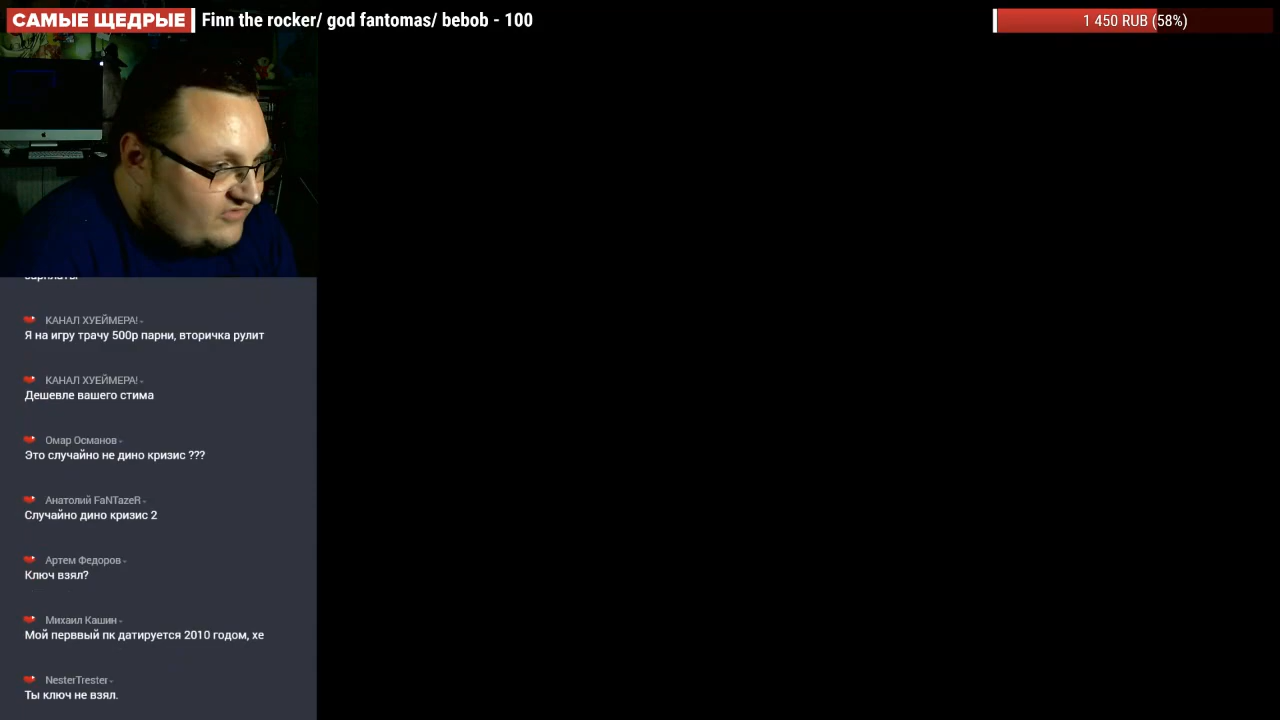 САМЫЕ ЩЕДРЫЕ Finn the rocker/ god fantomas/ bebob - 100
1 450 RUB (58%)
зарплаты
КАНАЛ ХУЕЙМЕРА!
Я на игру трачу 500р парни, вторичка рулит
КАНАЛ ХУЕЙМЕРА!
Дешевле вашего стима
Омар Османов
Это случайно не дино кризис ???
Анатолий FaNTazeR
Случайно дино кризис 2
Артем Федоров
Ключ взял?
Михаил Кашин
Мой перввый пк датируется 2010 годом, хе
NesterTrester
Ты ключ не взял.